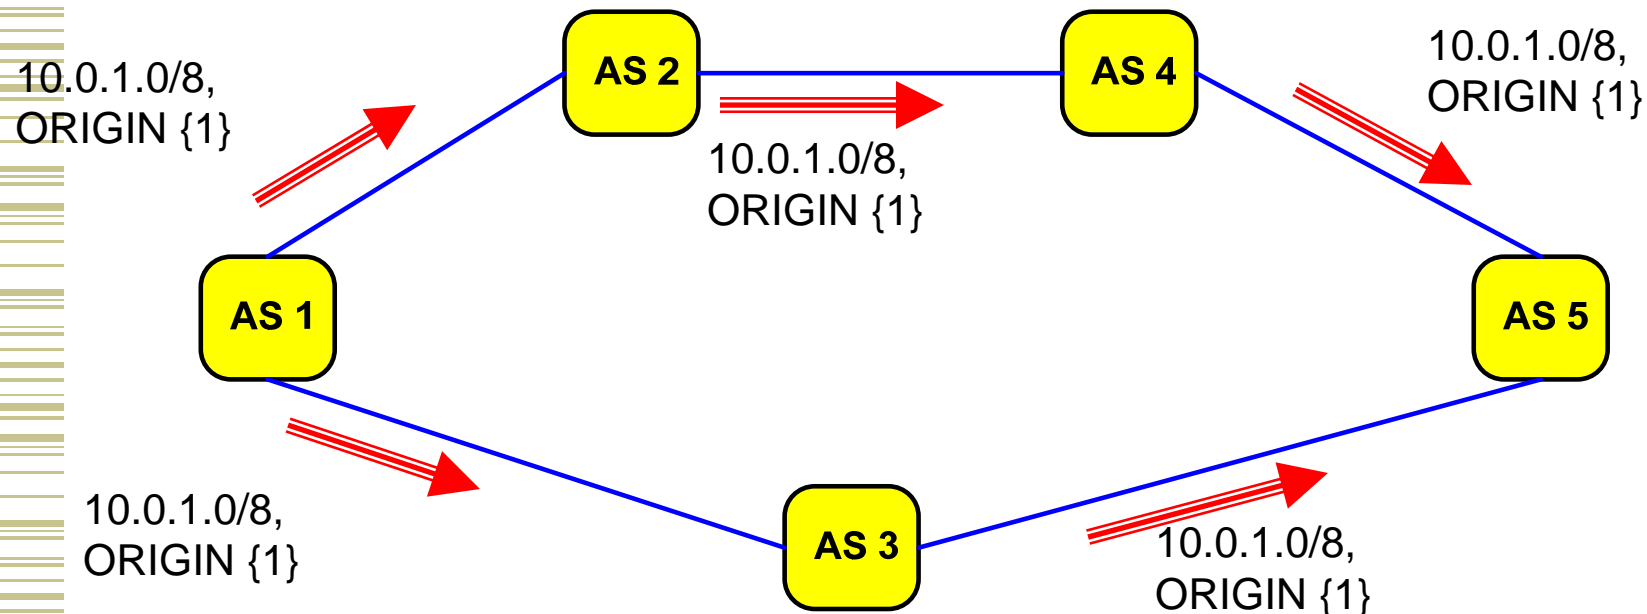 10.0.1.0/8,
ORIGIN {1}
AS 2
AS 4
10.0.1.0/8,
ORIGIN {1}
10.0.1.0/8,
ORIGIN {1}
AS 1
AS 5
10.0.1.0/8,
ORIGIN {1}
AS 3
10.0.1.0/8,
ORIGIN {1}